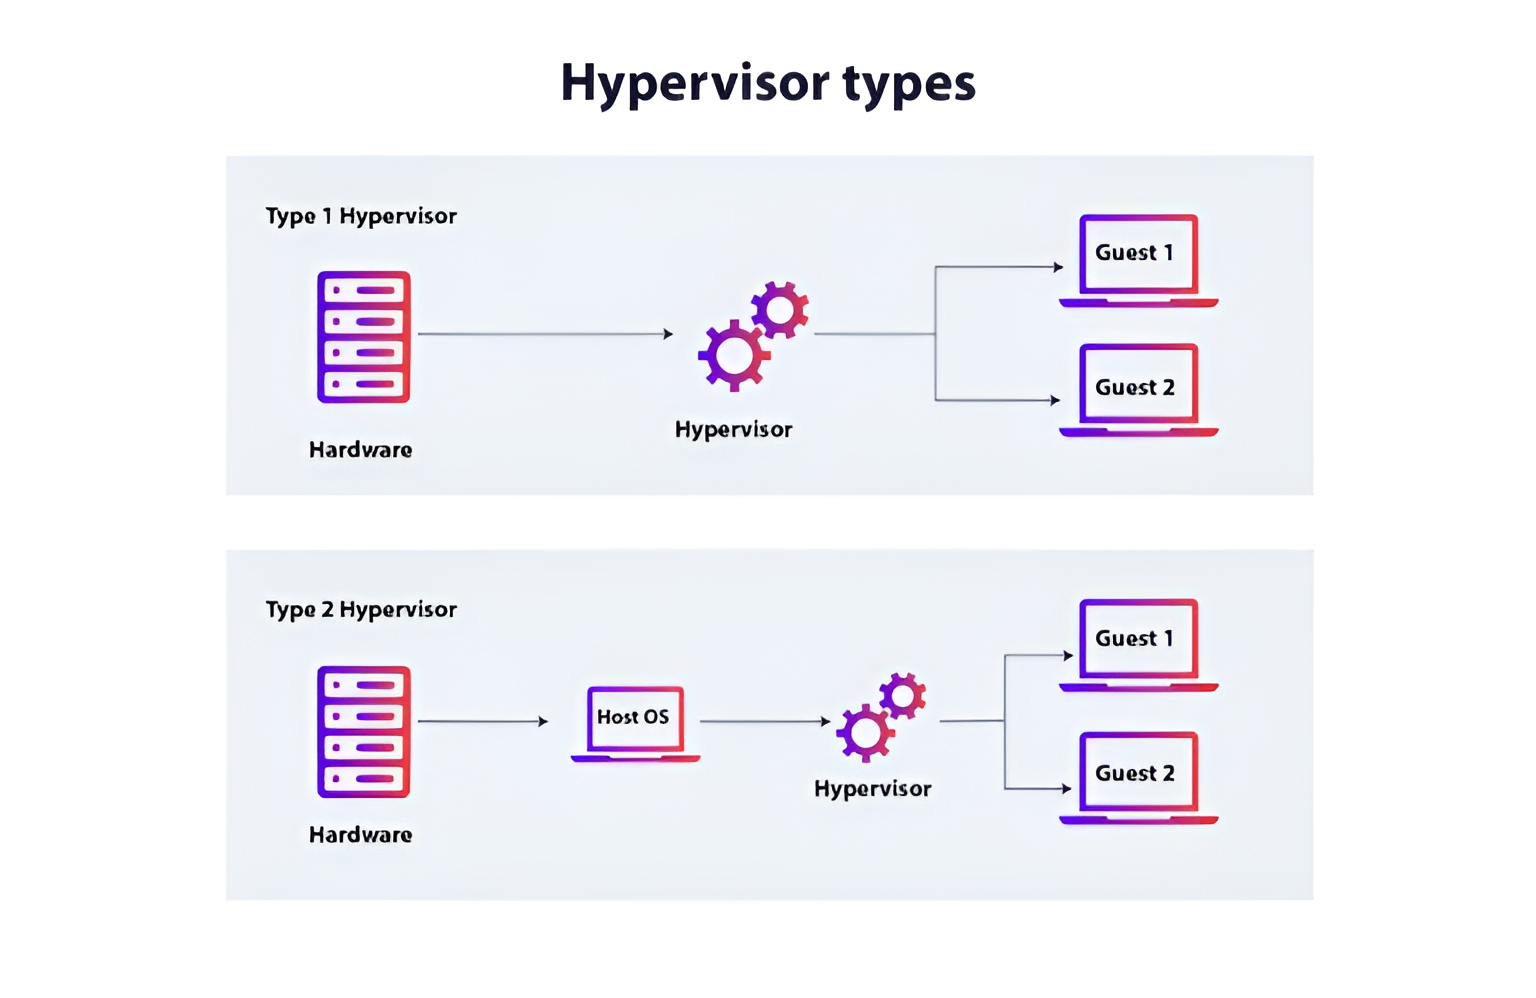 Hypervisor types
Type 1 Hypervisor
Hardware
Hypervisor
Guest 1
Guest 2
Type 2 Hypervisor
Hardware
Host OS
Hypervisor
Guest 1
Guest 2